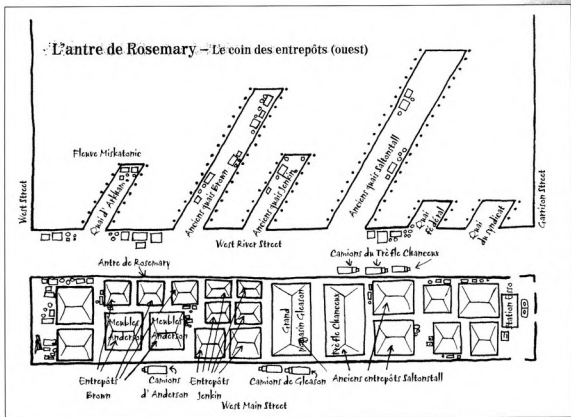 L'antre de Rosemary – Le coin des entrepôts (ouest)
Fleuve Miskatonic
West Street
Quai d'Arkham
Anciens quais Brown
Anciens quais Jenkin
Anciens quais Saltonstall
Quai fédéral
Quai du syndicat
Garrison Street
West River Street
Camions du Trèfle Chanceux
Antre de Rosemary
Meubles
Anderson
Meubles
Anderson
Grand
magasin Gleason
Trèfle Chanceux
Station Esso
Entrepôts
Brown
Camions
d'Anderson
Entrepôts
Jenkin
Camions de Gleason
Anciens entrepôts Saltonstall
West Main Street